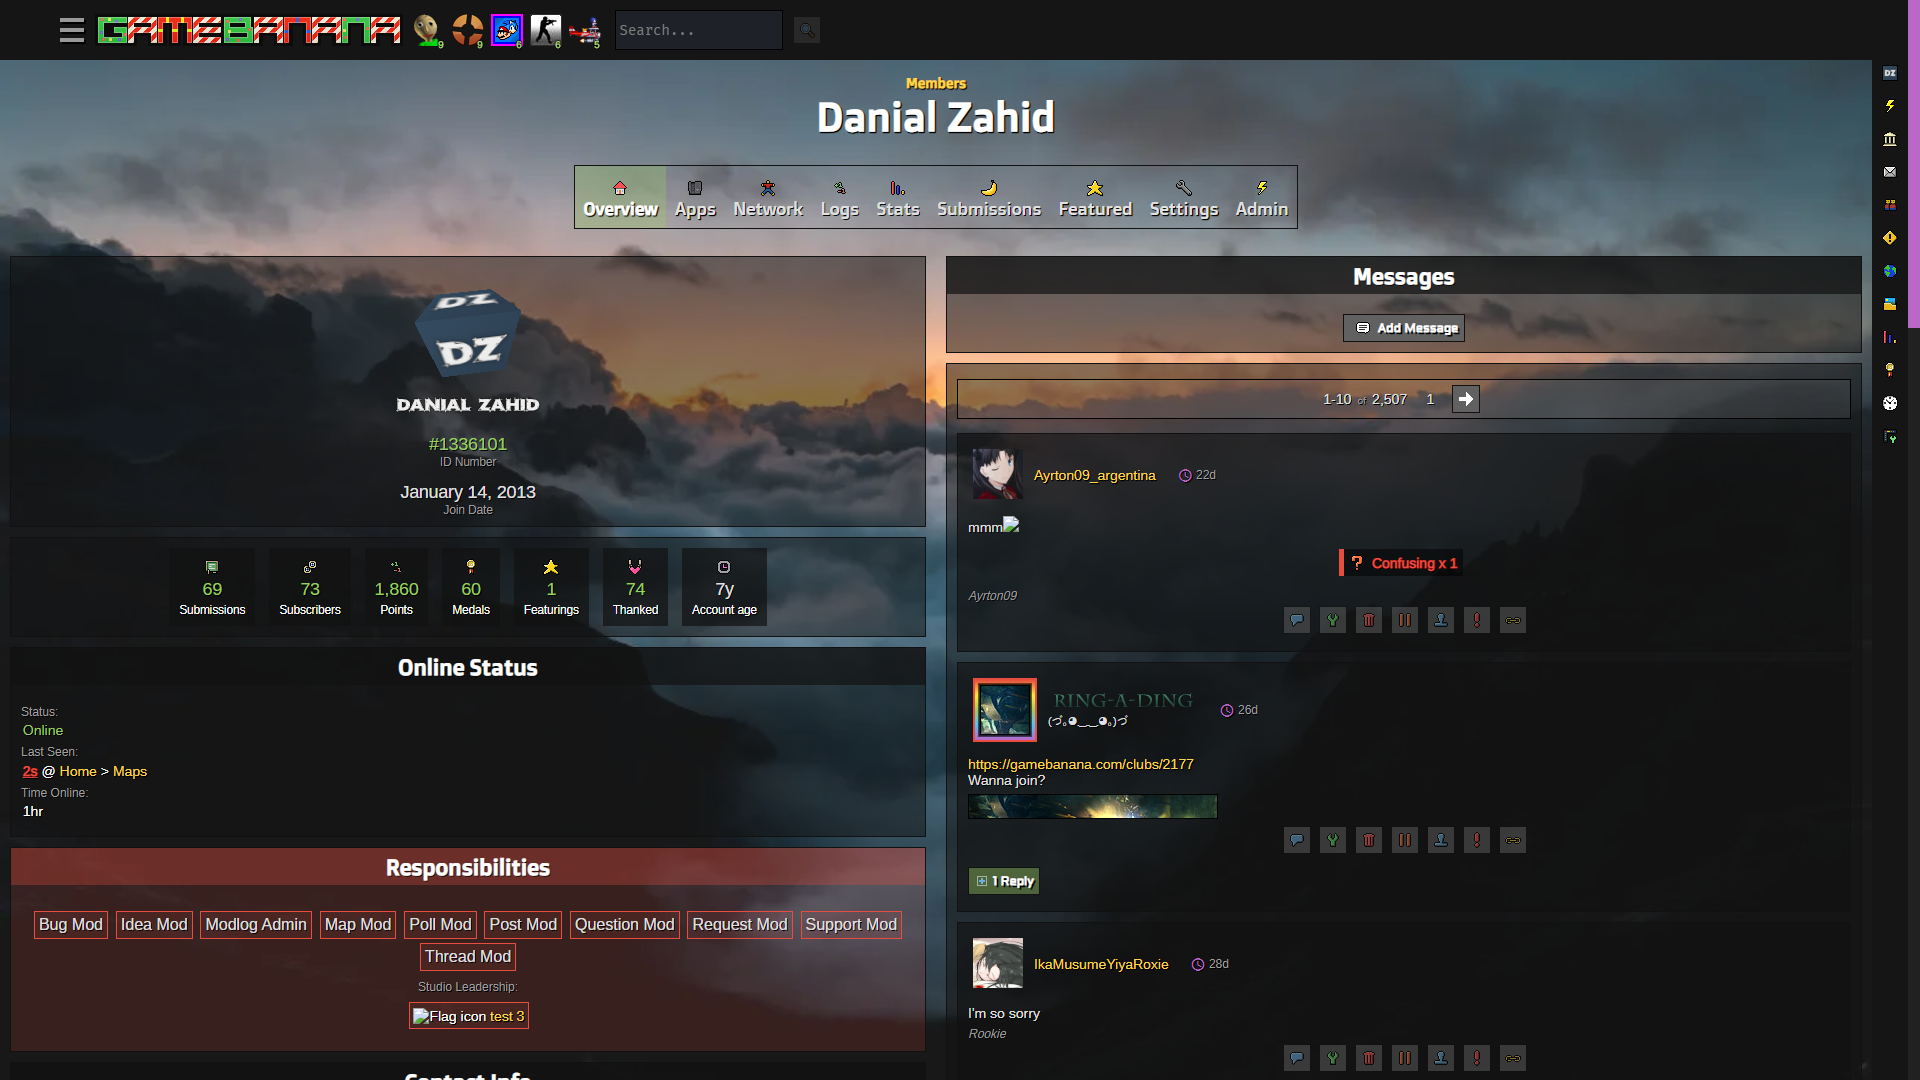 GAMEBANANA
9
9
6
6
5
Search...
Members
Danial Zahid
Overview
Apps
Network
Logs
Stats
Submissions
Featured
Settings
Admin
DZ
DZ
DZ
DANIAL ZAHID
#1336101
ID Number
January 14, 2013
Join Date
69
Submissions
73
Subscribers
1,860
Points
60
Medals
1
Featurings
74
Thanked
7y
Account age
Online Status
Status:
Online
Last Seen:
2s @ Home > Maps
Time Online:
1hr
Responsibilities
Bug Mod Idea Mod Modlog Admin Map Mod Poll Mod Post Mod Question Mod Request Mod Support Mod
Thread Mod
Studio Leadership:
Flag icon test 3
Contact Info
Messages
Add Message
1-10 of 2,507 1
Ayrton09_argentina 22d
mmm
? Confusing x 1
Ayrton09
RING-A-DING 26d
(づ｡◕‿‿◕｡)づ
https://gamebanana.com/clubs/2177
Wanna join?
1 Reply
IkaMusumeYiyaRoxie 28d
I'm so sorry
Rookie